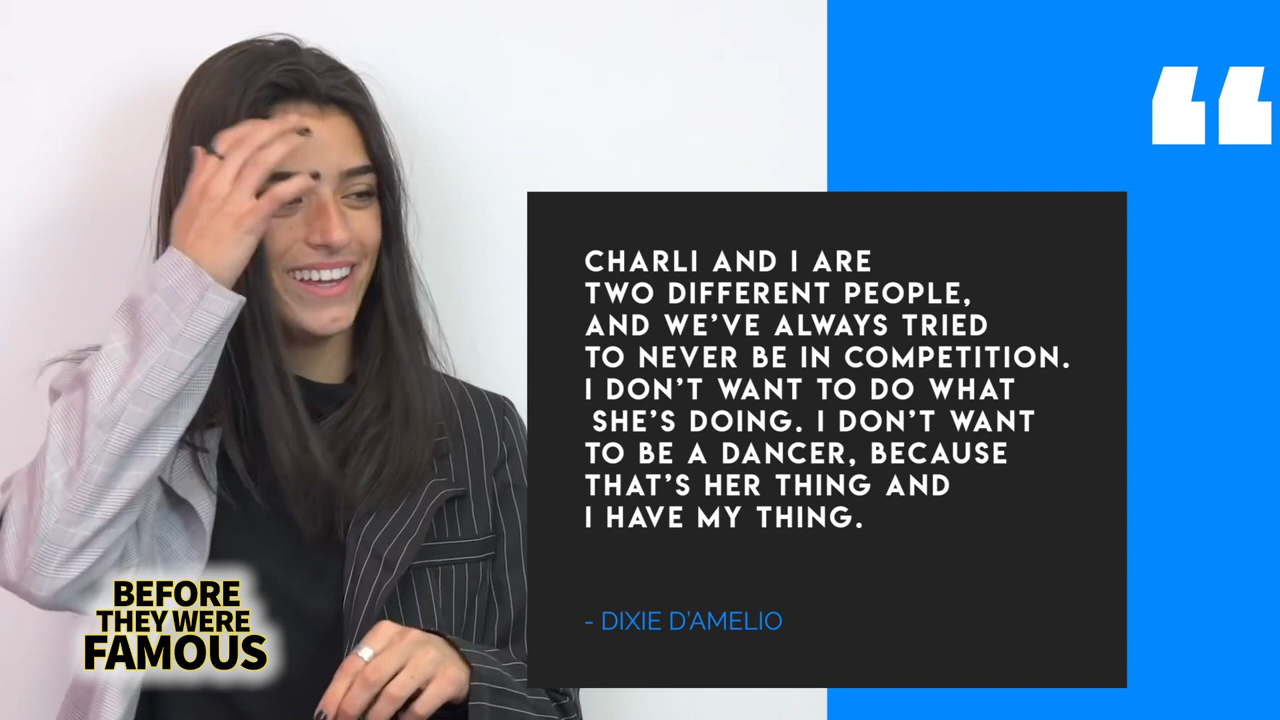 CHARLI AND I ARE
TWO DIFFERENT PEOPLE,
AND WE'VE ALWAYS TRIED
TO NEVER BE IN COMPETITION.
I DON'T WANT TO DO WHAT
SHE'S DOING. I DON'T WANT
TO BE A DANCER, BECAUSE
THAT'S HER THING AND
I HAVE MY THING.
- DIXIE D'AMELIO
BEFORE
THEY WERE
FAMOUS